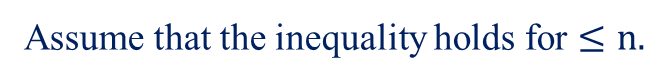 Assume that the inequality holds for ≤ n.